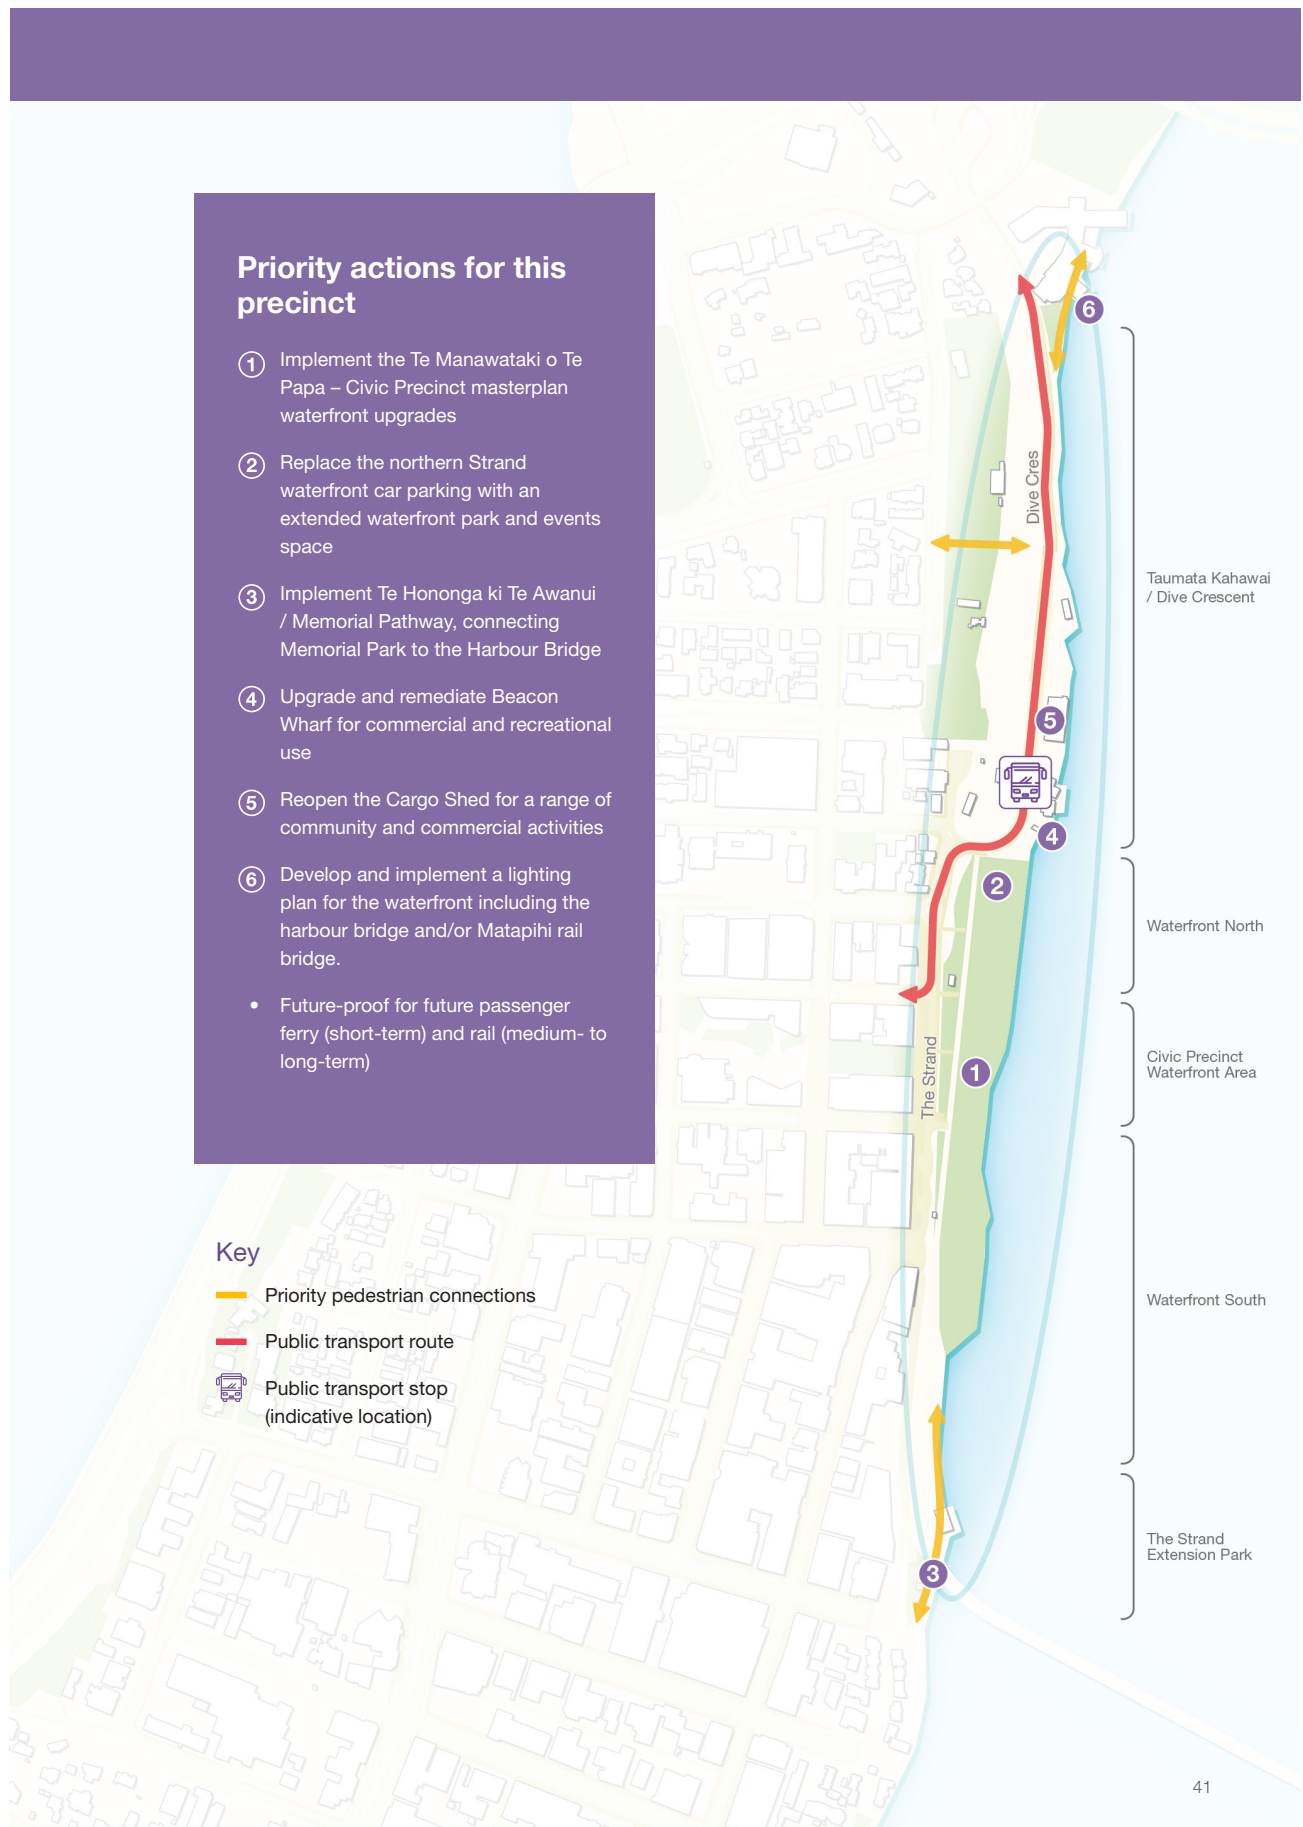 Priority actions for this
precinct
1 Implement the Te Manawataki o Te
Papa – Civic Precinct masterplan
waterfront upgrades
2 Replace the northern Strand
waterfront car parking with an
extended waterfront park and events
space
3 Implement Te Hononga ki Te Awanui
/ Memorial Pathway, connecting
Memorial Park to the Harbour Bridge
4 Upgrade and remediate Beacon
Wharf for commercial and recreational
use
5 Reopen the Cargo Shed for a range of
community and commercial activities
6 Develop and implement a lighting
plan for the waterfront including the
harbour bridge and/or Matapihi rail
bridge.
• Future-proof for future passenger
ferry (short-term) and rail (medium- to
long-term)
Key
Priority pedestrian connections
Public transport route
Public transport stop
(indicative location)
6
Dive Cres
5
4
2
The Strand
1
3
Taumata Kahawai
/ Dive Crescent
Waterfront North
Civic Precinct
Waterfront Area
Waterfront South
The Strand
Extension Park
41